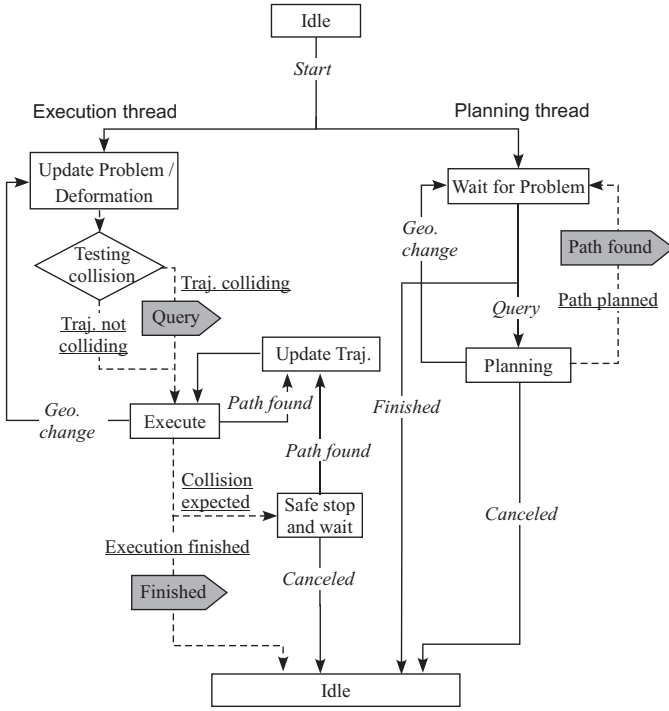 Idle
Start
Execution thread
Planning thread
Update Problem /
Deformation
Wait for Problem
Testing
collision
Geo.
change
Path found
Traj. colliding
Query
Traj. not
colliding
Path planned
Query
Update Traj.
Planning
Path found
Finished
Geo.
change
Execute
Path found
Collision
expected
Safe stop
and wait
Canceled
Execution finished
Canceled
Finished
Idle